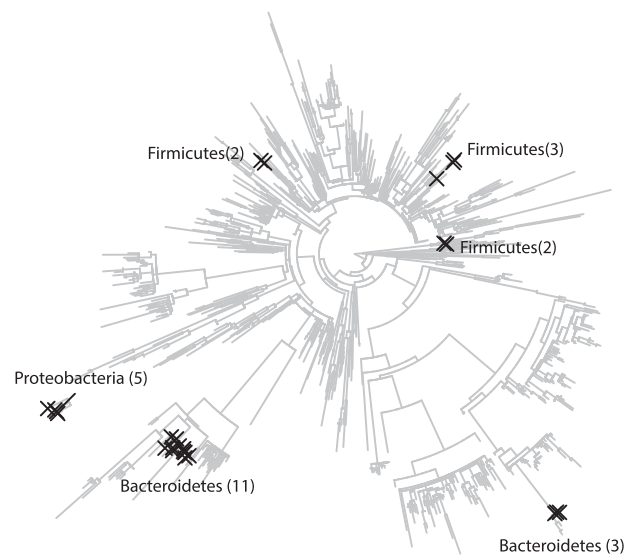 Firmicutes(2)
Firmicutes(3)
Firmicutes(2)
Proteobacteria (5)
Bacteroidetes (11)
Bacteroidetes (3)